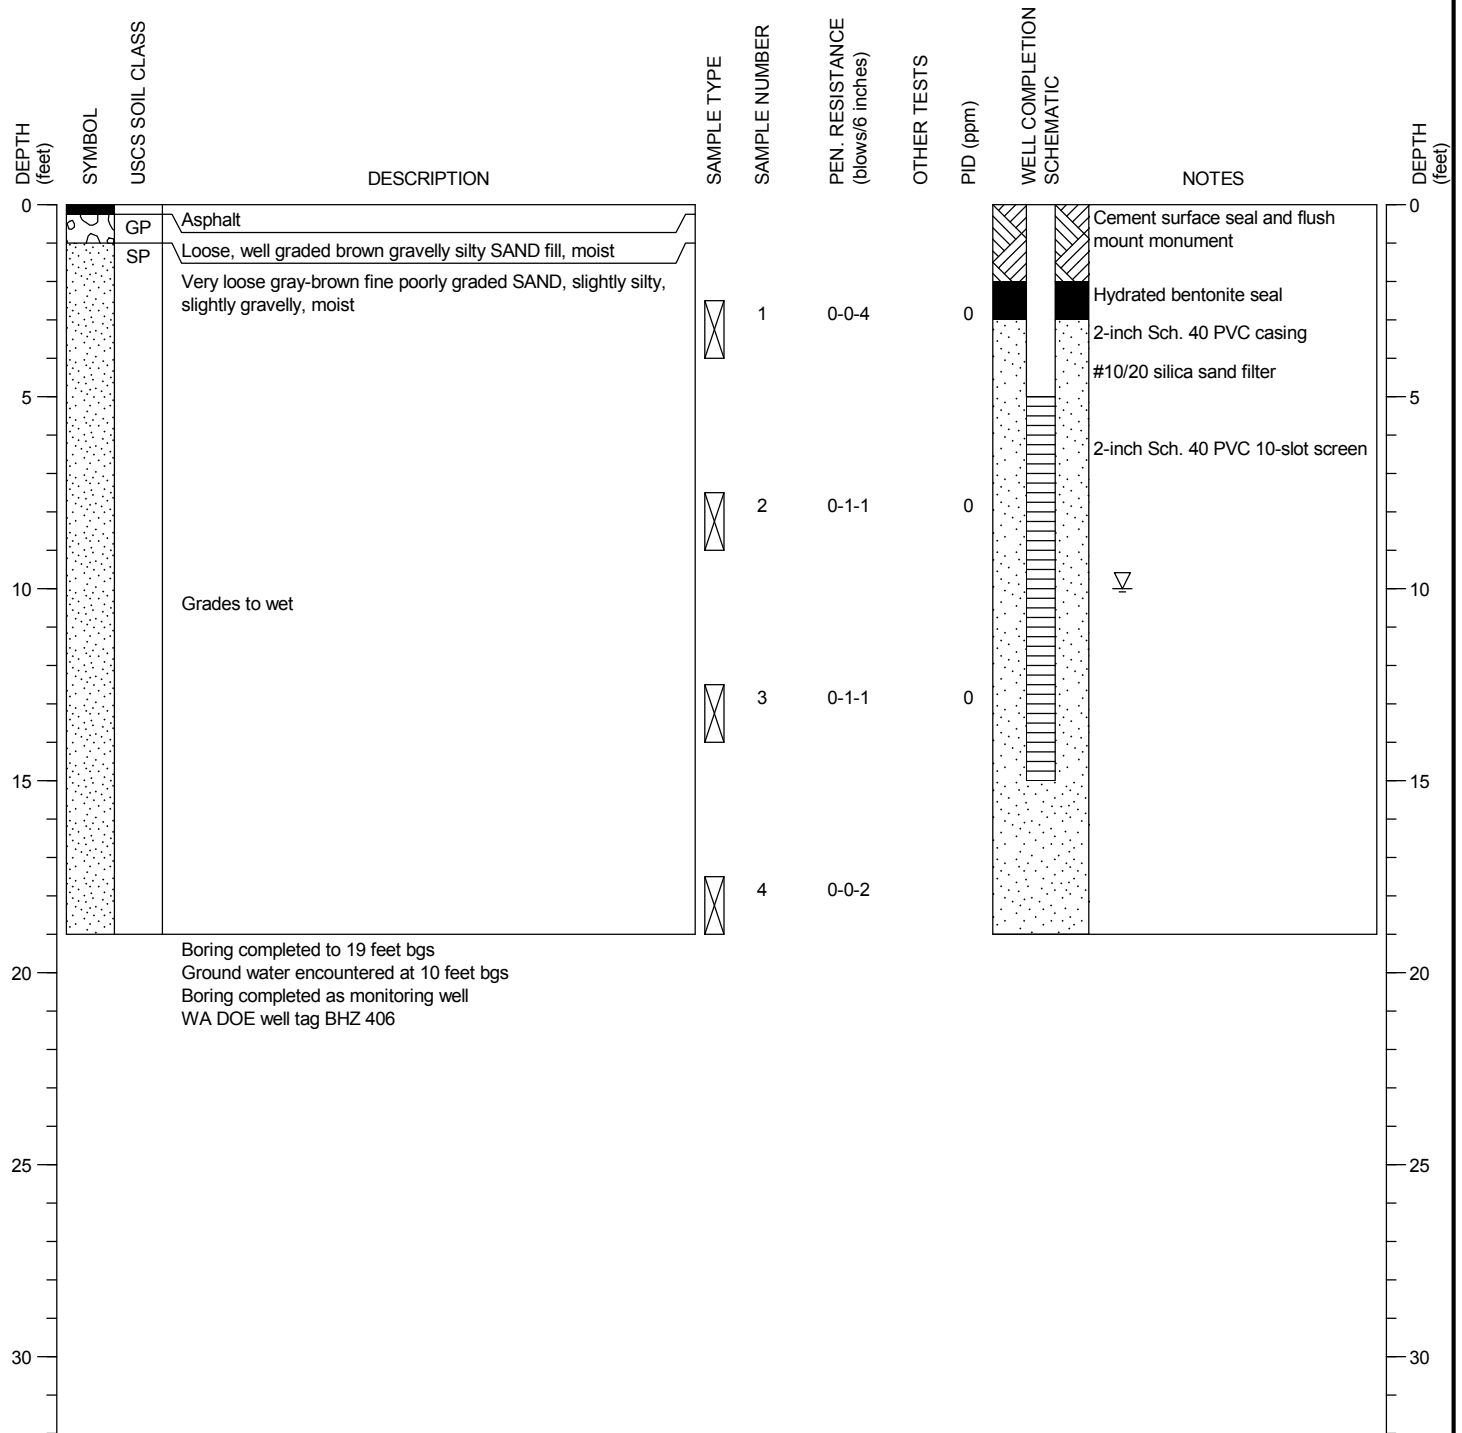 DEPTH
(feet)
SYMBOL
USCS SOIL CLASS
DESCRIPTION
SAMPLE TYPE
SAMPLE NUMBER
PEN. RESISTANCE
(blows/6 inches)
OTHER TESTS
PID (ppm)
WELL COMPLETION
SCHEMATIC
NOTES
DEPTH
(feet)
0
GP
Asphalt
Cement surface seal and flush
mount monument
0
SP
Loose, well graded brown gravelly silty SAND fill, moist
Very loose gray-brown fine poorly graded SAND, slightly silty,
slightly gravelly, moist
1
0-0-4
0
Hydrated bentonite seal
2-inch Sch. 40 PVC casing
#10/20 silica sand filter
5
5
2-inch Sch. 40 PVC 10-slot screen
2
0-1-1
0
10
Grades to wet
10
3
0-1-1
0
15
15
4
0-0-2
Boring completed to 19 feet bgs
20
Ground water encountered at 10 feet bgs
20
Boring completed as monitoring well
WA DOE well tag BHZ 406
25
25
30
30